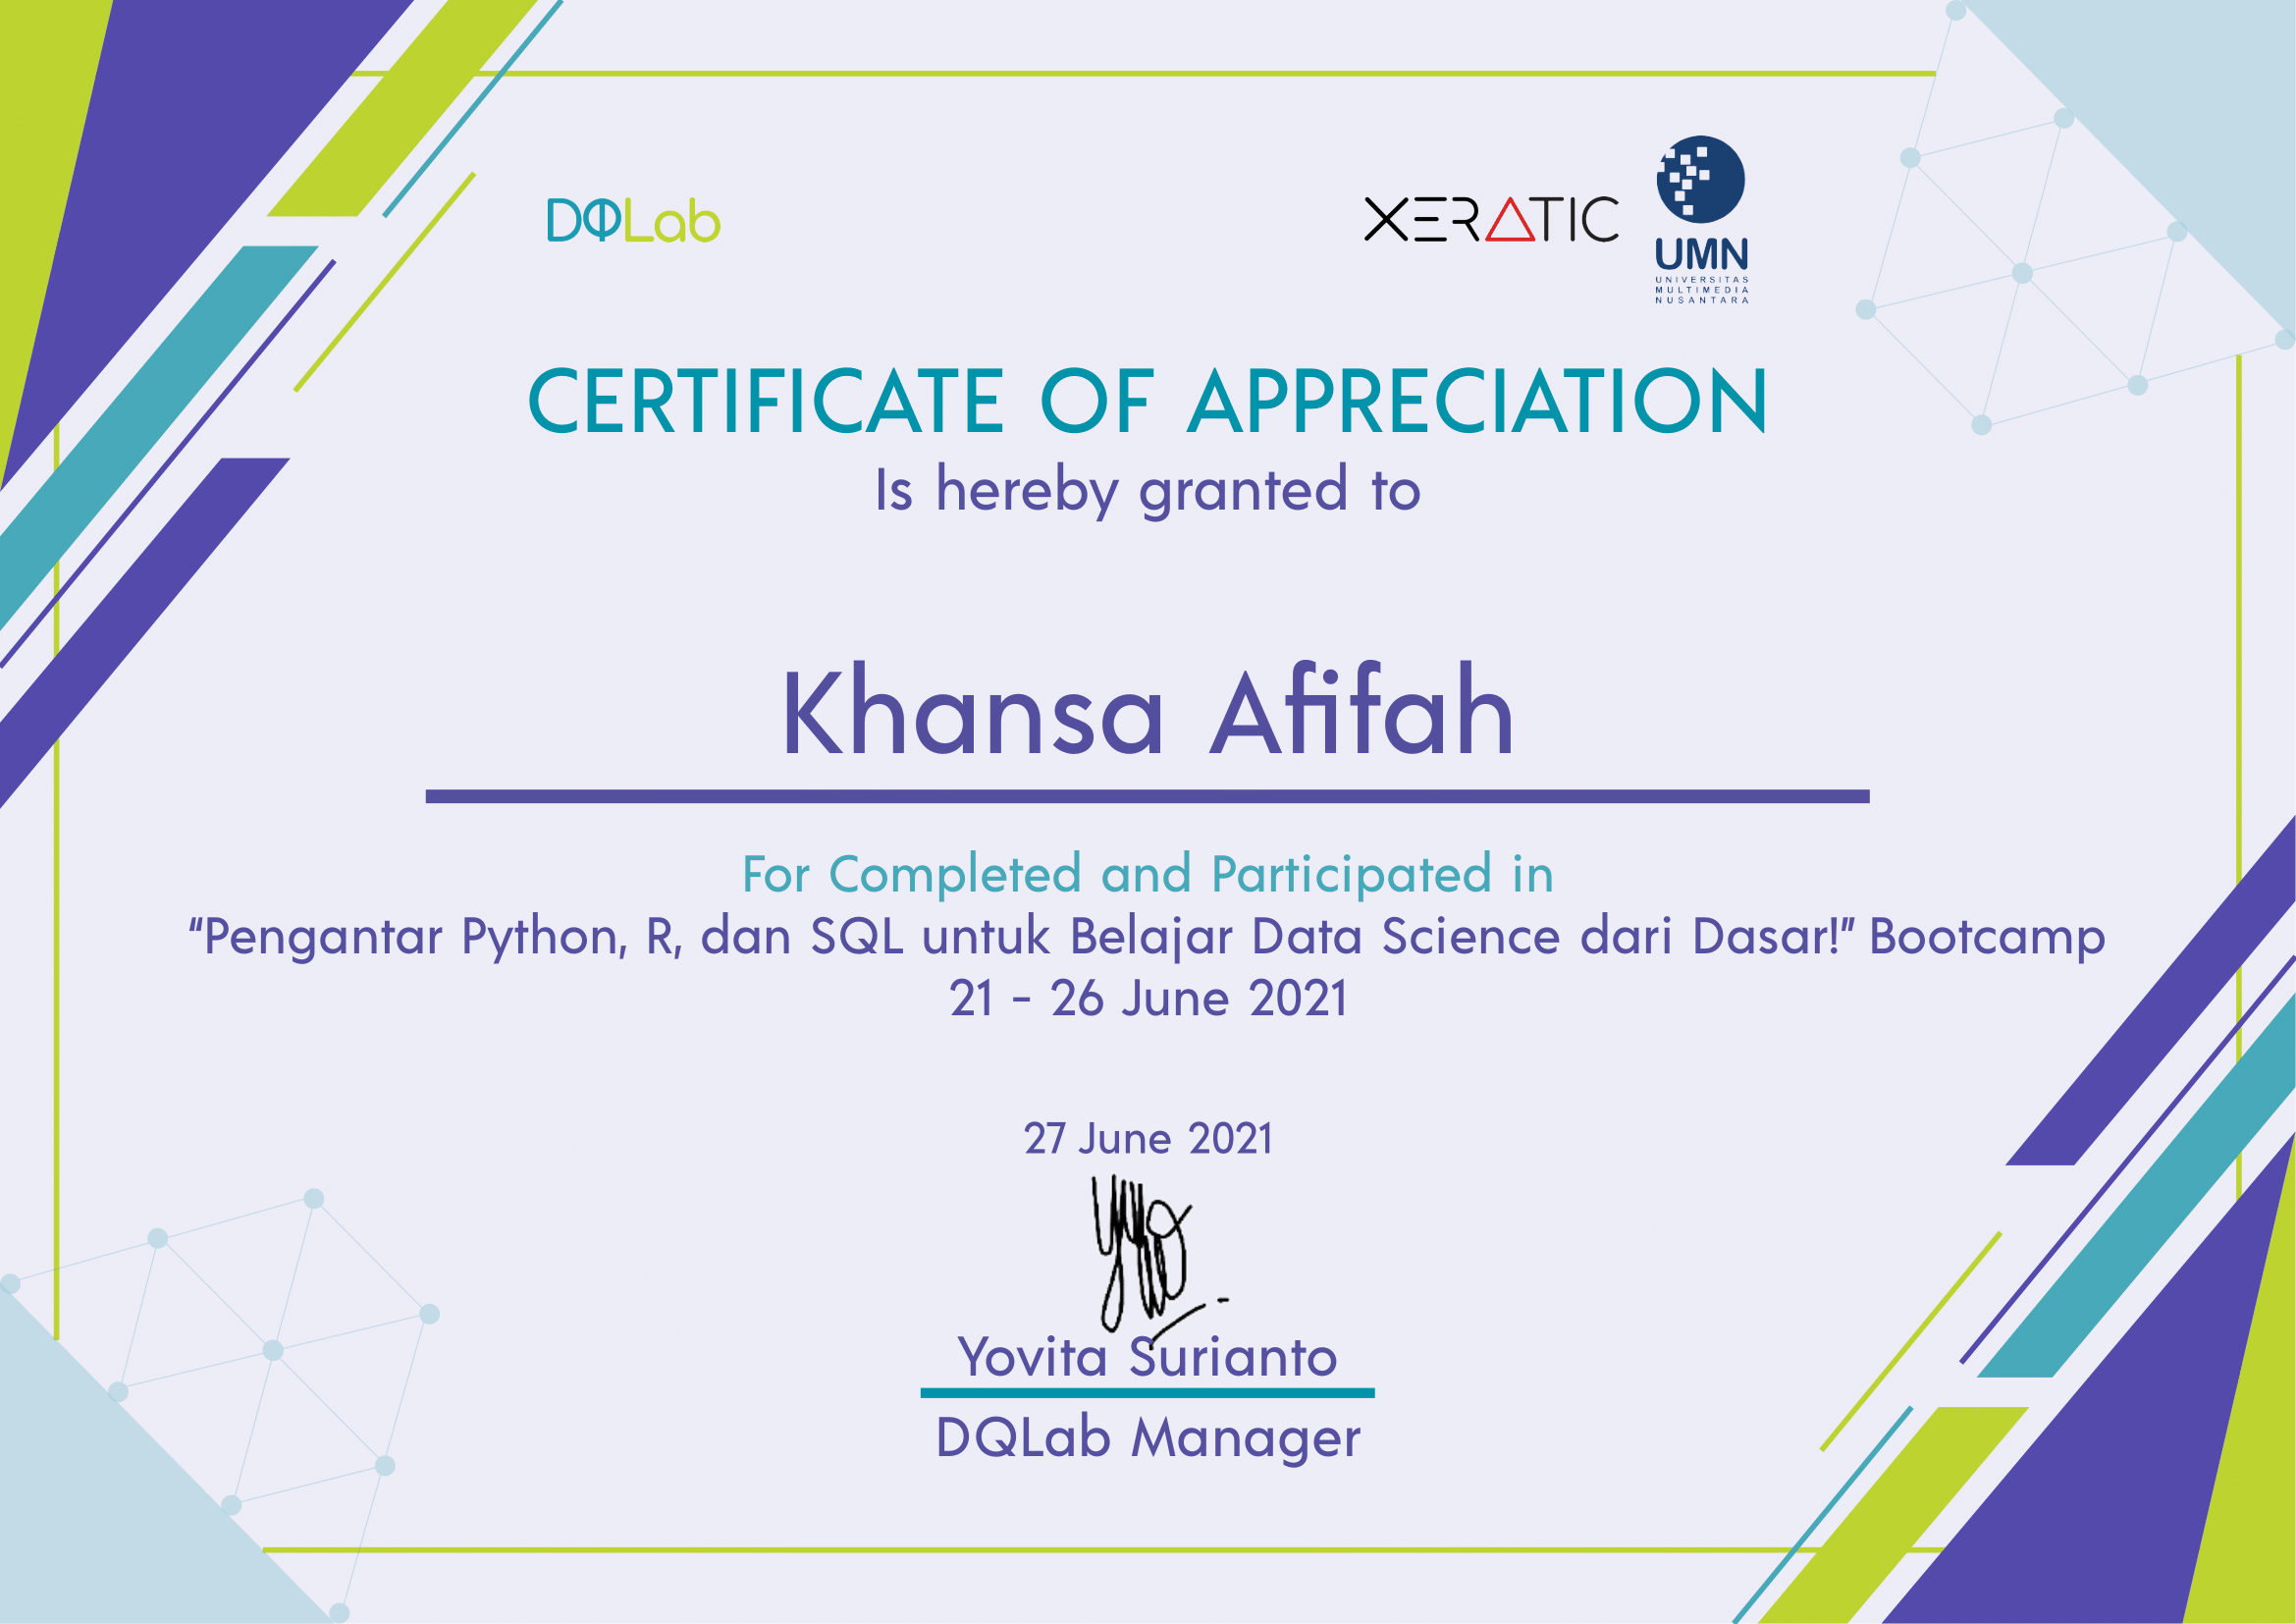 DQLab
XERATIC
UMN
UNIVERSITAS
MULTIMEDIA
NUSANTARA
CERTIFICATE OF APPRECIATION
Is hereby granted to
Khansa Afifah
For Completed and Participated in
“Pengantar Python, R, dan SQL untuk Belajar Data Science dari Dasar!” Bootcamp
21 - 26 June 2021
27 June 2021
Yovita Surianto
DQLab Manager